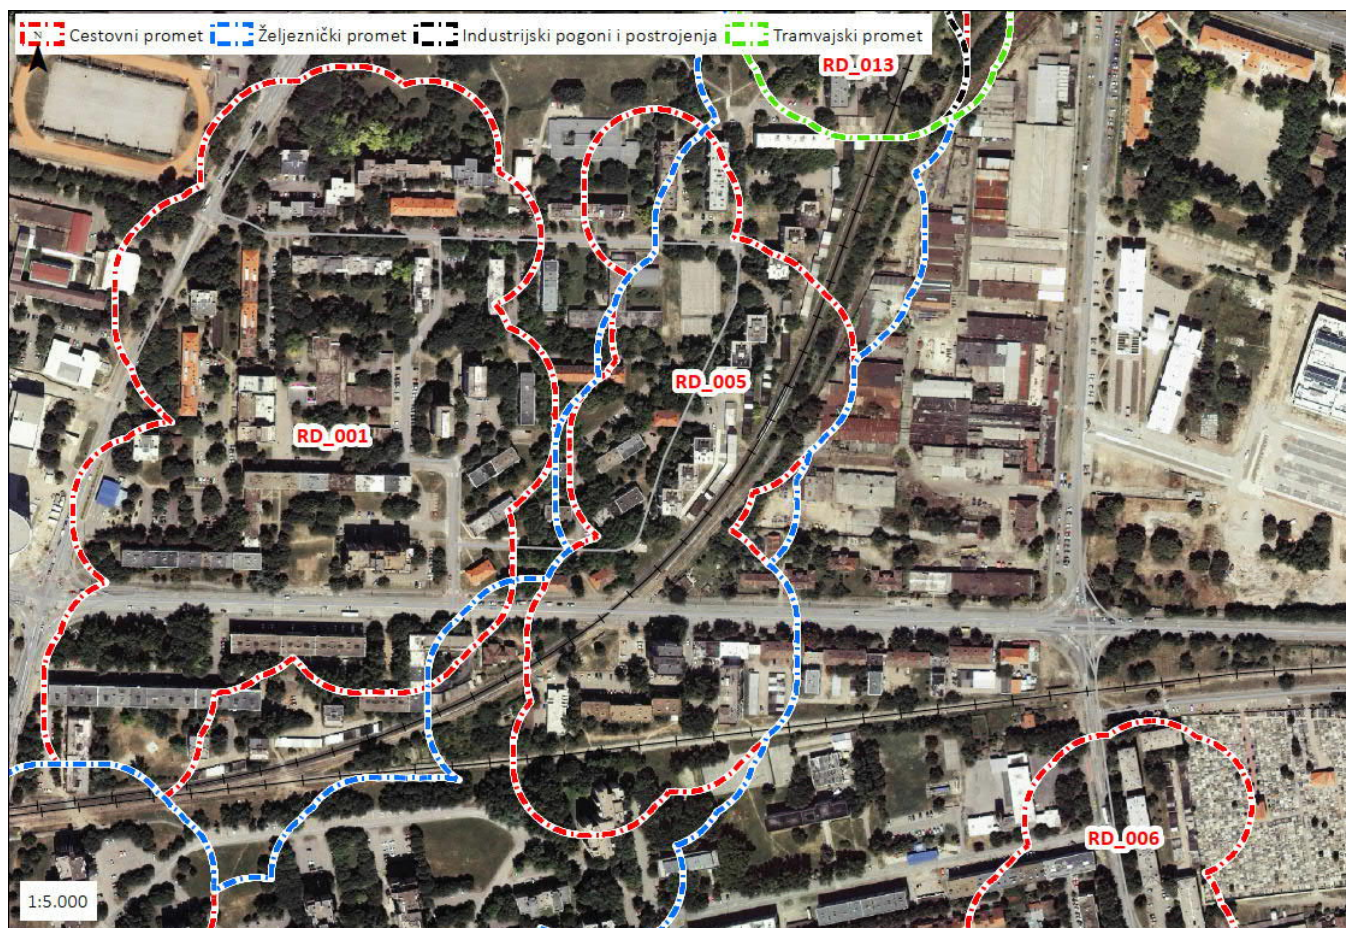 N
Cestovni promet Željeznički promet Industrijski pogoni i postrojenja Tramvajski promet
RD_013
RD_005
RD_001
RD_006
1:5.000